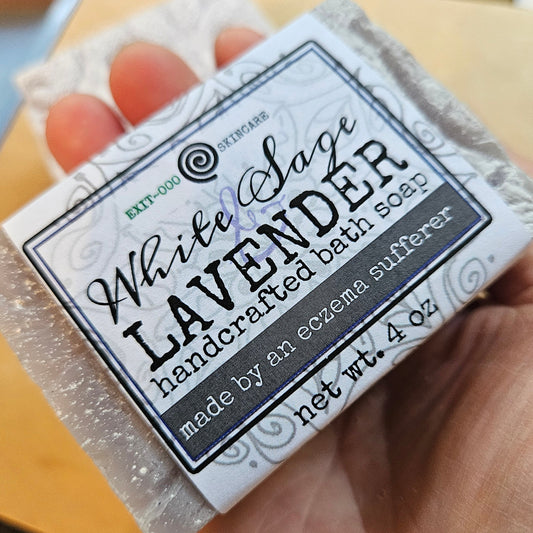 EXIT-000 SKINCARE
White Sage
&
LAVENDER
handcrafted bath soap
made by an eczema sufferer
net wt. 4 oz